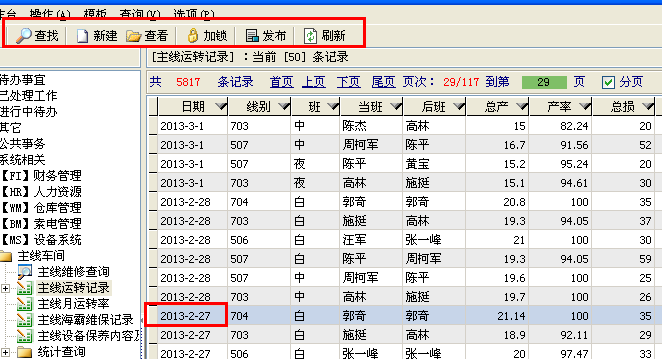 台 操作(A) 模板 查询(V) 选项(P)
查找 新建 查看 加锁 发布 刷新
[主线运转记录] : 当前 [50] 条记录
共 5817 条记录 首页 上页 下页 尾页 页次: 29/117 到第 29 页 分页
待办事宜
已处理工作
进行中待办
其它
公共事务
系统相关
【FI】财务管理
【HR】人力资源
【WM】仓库管理
【BM】索电管理
【MS】设备系统
主线车间
主线维修查询
主线运转记录
主线月运转率
主线海霸维保记录
主线设备保养内容及
统计查询
日期 线别 班 当班 后班 总产 产率 总损
2013-3-1 703 中 陈杰 高林 15 82.24 20
2013-3-1 507 中 周柯军 陈平 16.7 91.56 52
2013-3-1 507 夜 陈平 黄宝 15.2 95.24 20
2013-3-1 703 夜 高林 施挺 15.1 94.61 30
2013-2-28 704 白 郭奇 郭奇 20.8 100 35
2013-2-28 703 白 施挺 高林 19.3 94.05 37
2013-2-28 506 白 汪军 张一峰 21 100 30
2013-2-28 507 白 陈平 周柯军 19.3 94.05 59
2013-2-28 507 中 周柯军 陈平 19.6 100 25
2013-2-28 703 中 高林 施挺 19.7 100 26
2013-2-27 704 白 郭奇 郭奇 21.14 100 35
2013-2-27 703 白 施挺 高林 18.9 92.11 29
2013-2-27 506 白 张一峰 张一峰 20 97.47 33